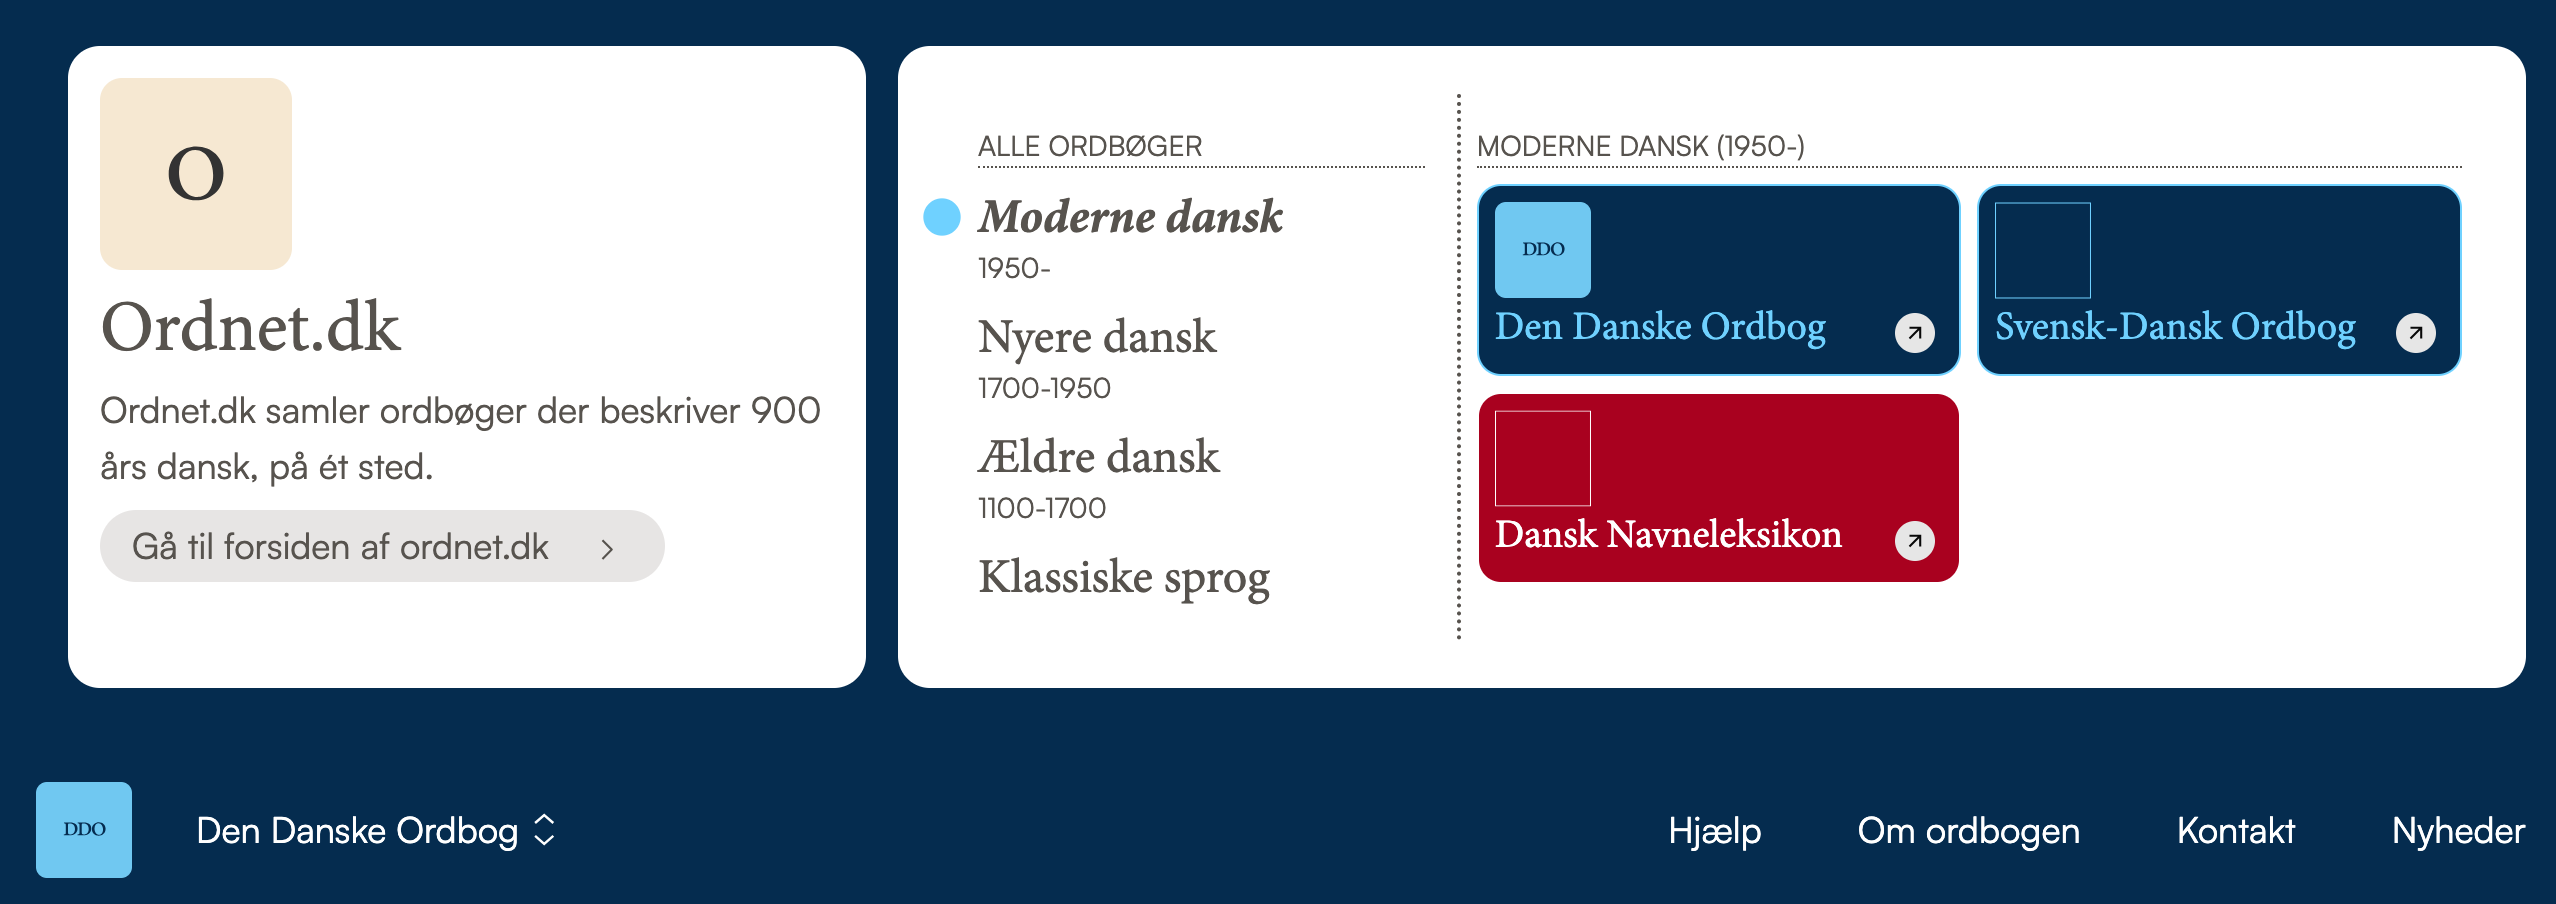 O
Ordnet.dk
Ordnet.dk samler ordbøger der beskriver 900
års dansk, på ét sted.
Gå til forsiden af ordnet.dk
ALLE ORDBØGER
Moderne dansk
1950-
Nyere dansk
1700-1950
Ældre dansk
1100-1700
Klassiske sprog
MODERNE DANSK (1950-)
DDO
Den Danske Ordbog
Svensk-Dansk Ordbog
Dansk Navneleksikon
DDO
Den Danske Ordbog
Hjælp
Om ordbogen
Kontakt
Nyheder